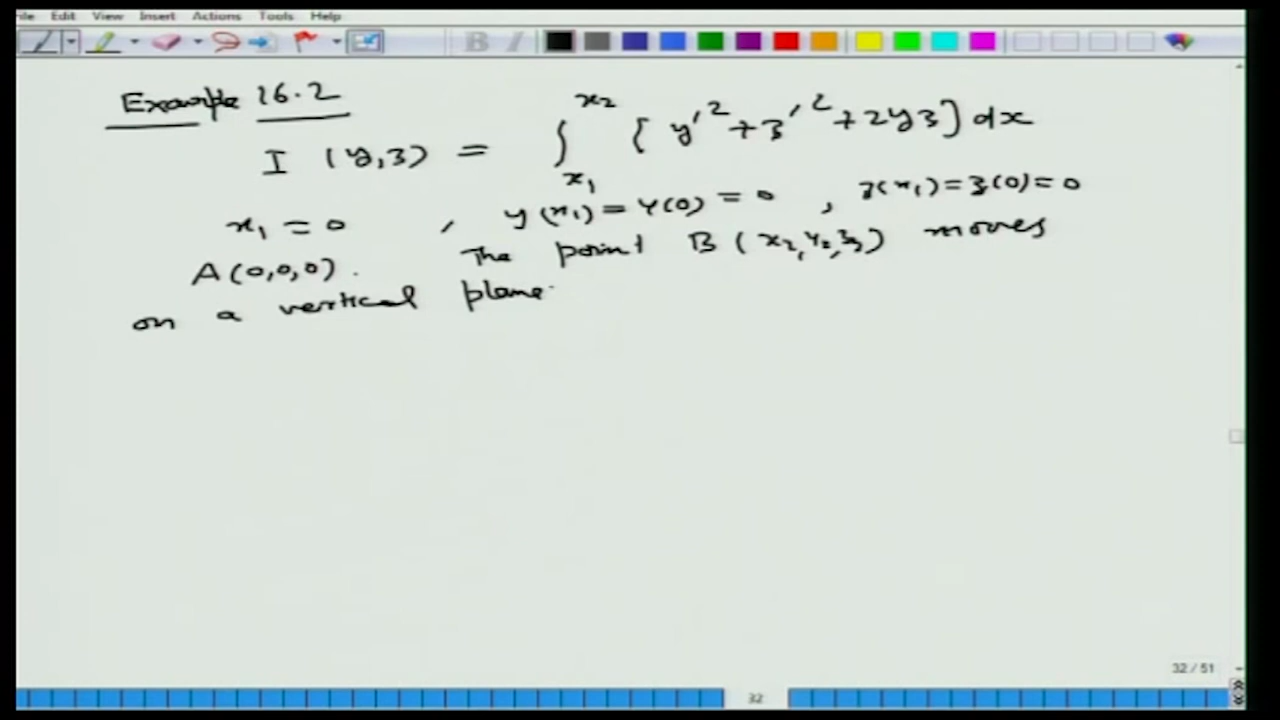 File Edit View Insert Actions Tools Help
B I
Example 16.2
I (y,z) = ∫_{x1}^{x2} [y'^2 + z'^2 + 2yz] dx
x1 = 0 , y(x1) = y(0) = 0 , z(x1) = z(0) = 0
A(0,0,0). The point B(x2,y2,z2) moves
on a vertical plane.
32 / 51
32